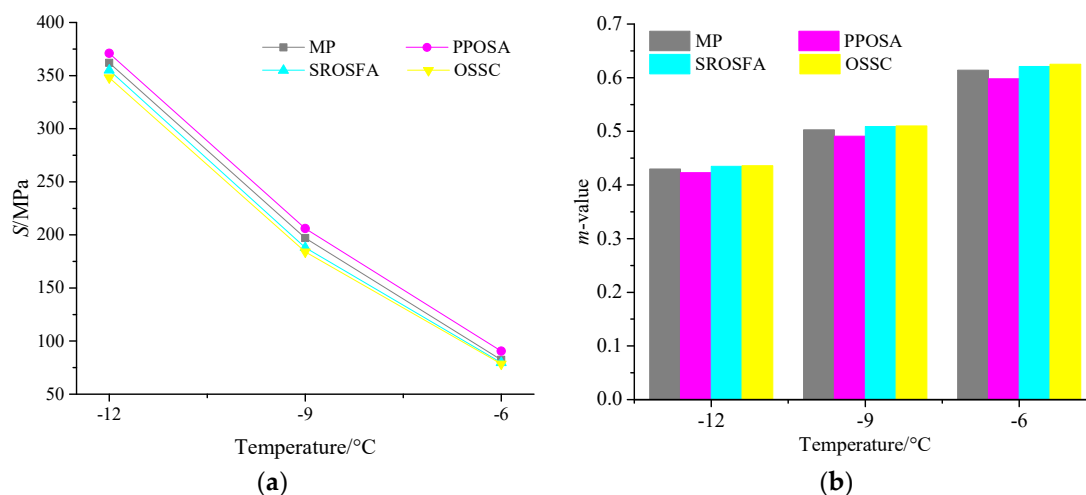 400
350
300
250
200
150
100
50
S/MPa
MP
PPOSA
SROSFA
OSSC
-12
-9
-6
Temperature/°C
(a)
0.7
0.6
0.5
0.4
0.3
0.2
0.1
0.0
m-value
MP
PPOSA
SROSFA
OSSC
-12
-9
-6
Temperature/°C
(b)